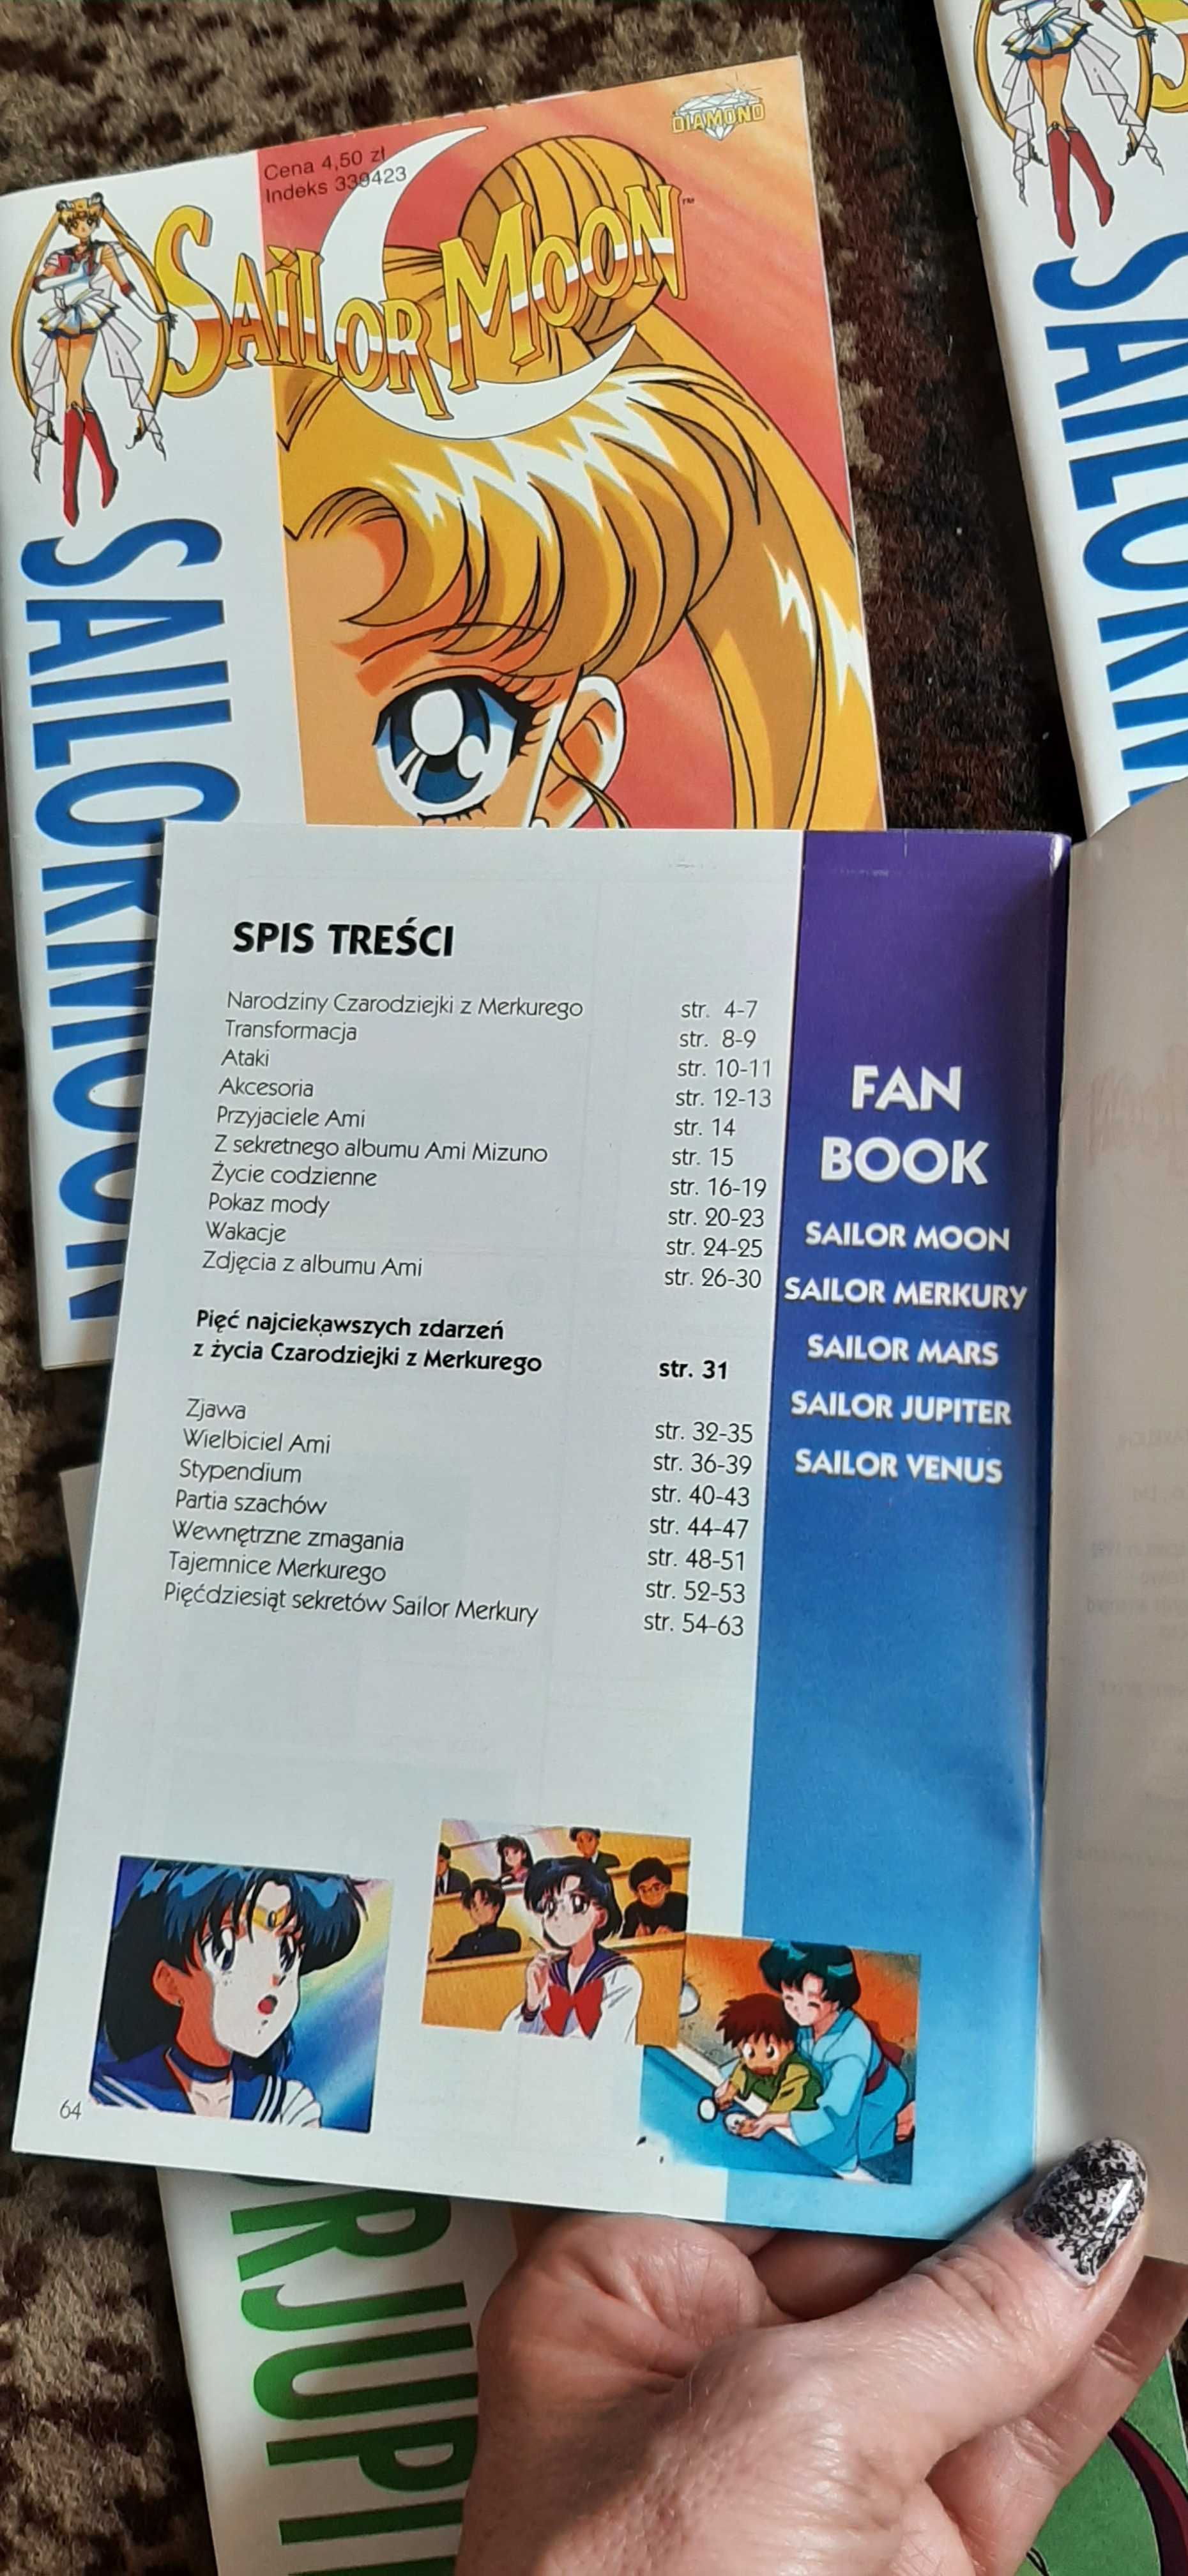 DIAMOND
Cena 4,50 zł
Indeks 339423
SAILOR MOON™
SAILORMOON
SAILORM
SPIS TREŚCI
Narodziny Czarodziejki z Merkurego str. 4-7
Transformacja str. 8-9
Ataki str. 10-11
Akcesoria str. 12-13
Przyjaciele Ami str. 14
Z sekretnego albumu Ami Mizuno str. 15
Życie codzienne str. 16-19
Pokaz mody str. 20-23
Wakacje str. 24-25
Zdjęcia z albumu Ami str. 26-30
Pięć najciekawszych zdarzeń
z życia Czarodziejki z Merkurego str. 31
Zjawa str. 32-35
Wielbiciel Ami str. 36-39
Stypendium str. 40-43
Partia szachów str. 44-47
Wewnętrzne zmagania str. 48-51
Tajemnice Merkurego str. 52-53
Pięćdziesiąt sekretów Sailor Merkury str. 54-63
64
FAN
BOOK
SAILOR MOON
SAILOR MERKURY
SAILOR MARS
SAILOR JUPITER
SAILOR VENUS
RJUPI